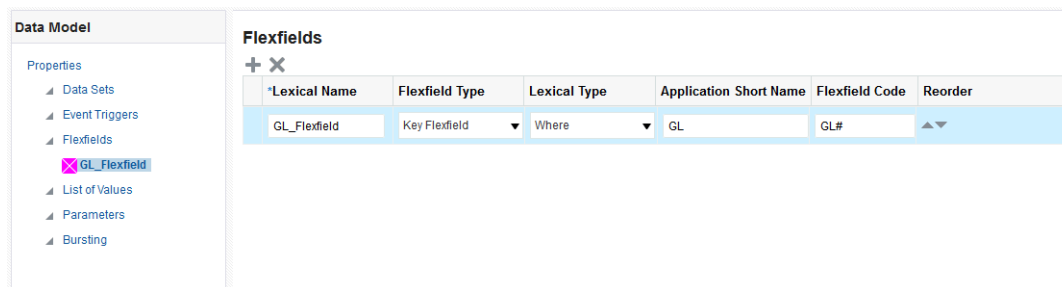 Data Model
Properties
Data Sets
Event Triggers
Flexfields
GL_Flexfield
List of Values
Parameters
Bursting
Flexfields
*Lexical Name Flexfield Type Lexical Type Application Short Name Flexfield Code Reorder
GL_Flexfield Key Flexfield Where GL GL#